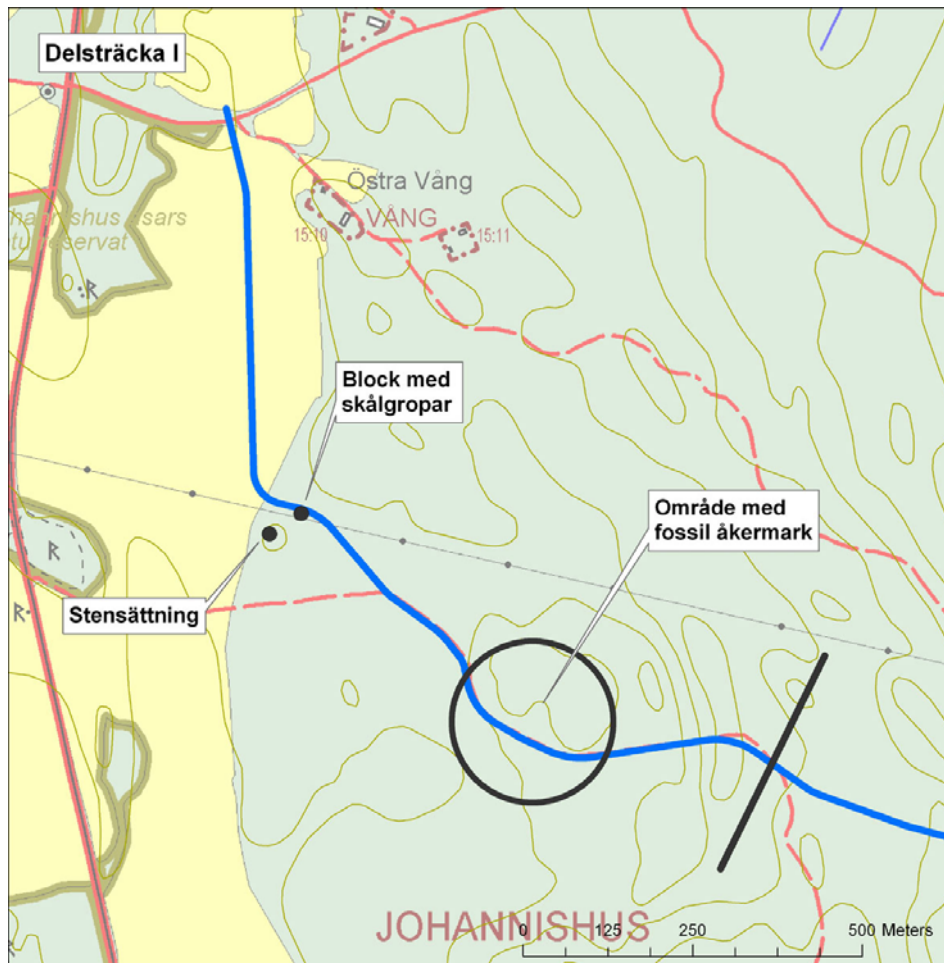 Delsträcka I
Östra Vång
VÅNG
15:10
15:11
R
Block med
skålgropar
Område med
fossil åkermark
R
Stensättning
R
JOHANNISHUS
0 125 250 500 Meters